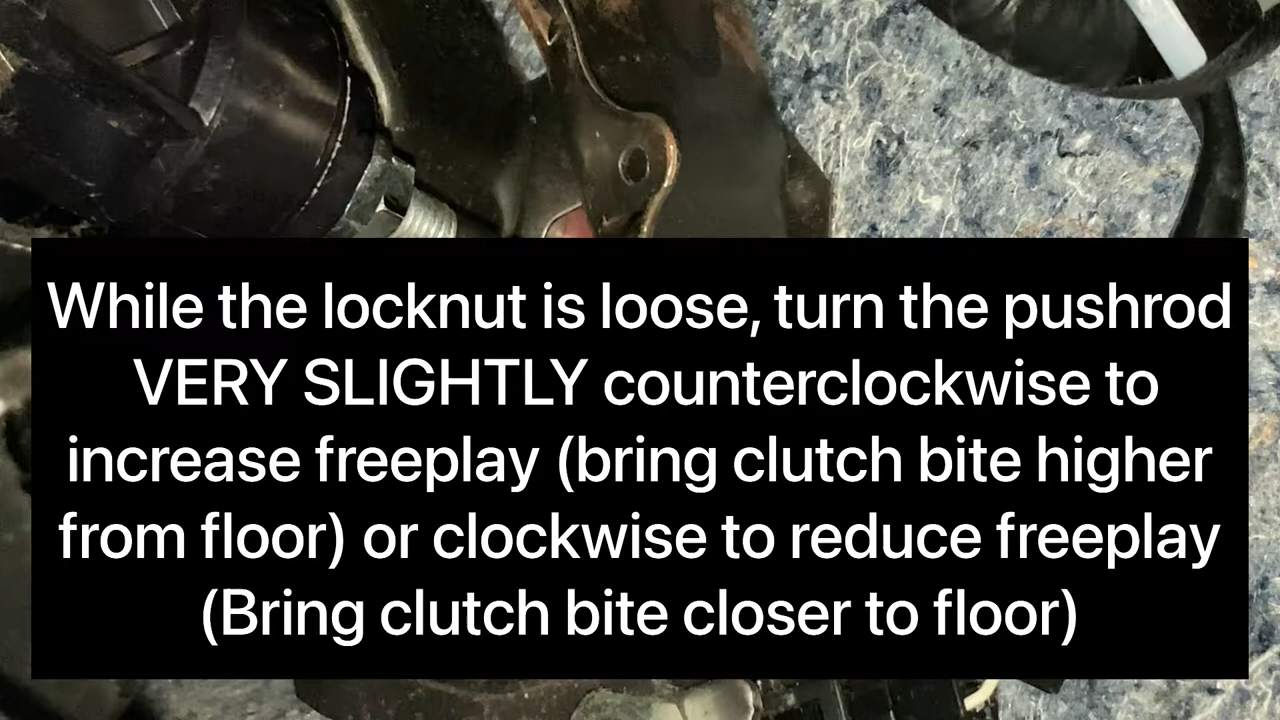 While the locknut is loose, turn the pushrod
VERY SLIGHTLY counterclockwise to
increase freeplay (bring clutch bite higher
from floor) or clockwise to reduce freeplay
(Bring clutch bite closer to floor)